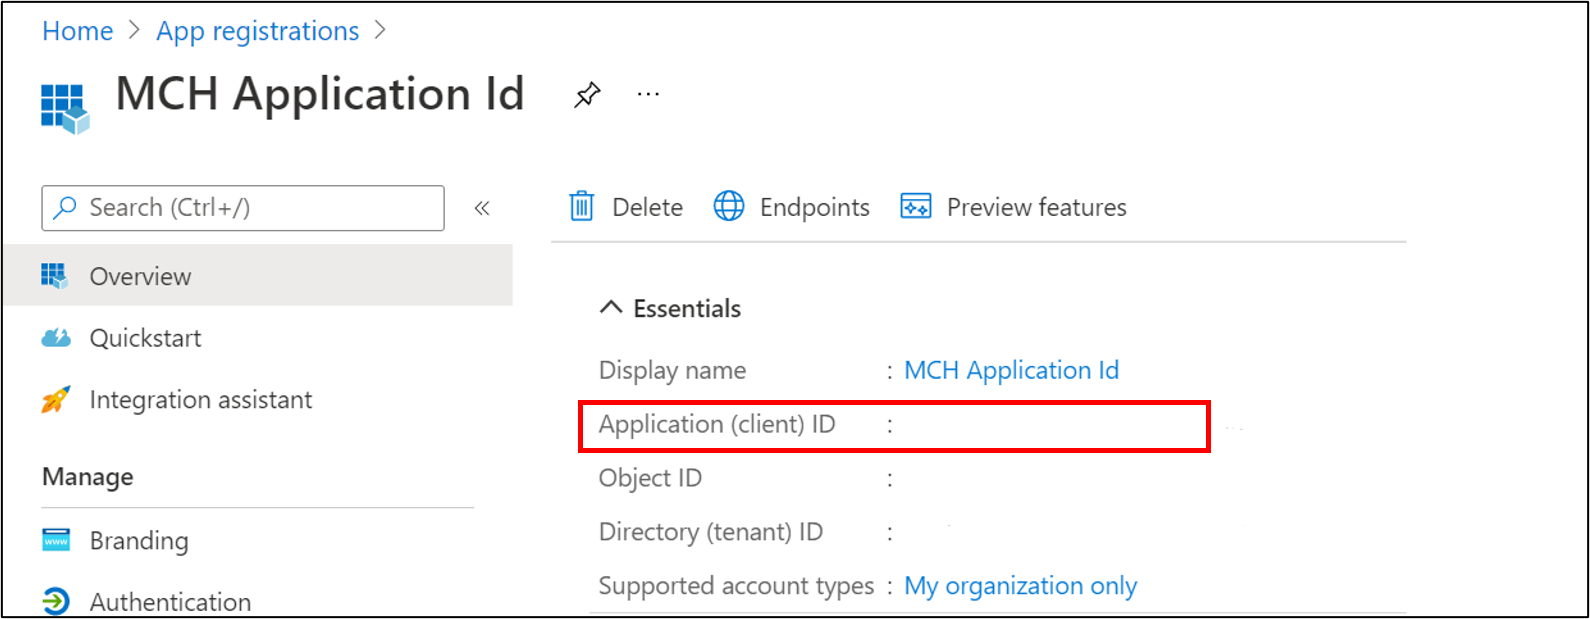 Home > App registrations >
MCH Application Id ...
Search (Ctrl+/) «
Delete Endpoints Preview features
Overview
Quickstart
Integration assistant
Manage
www Branding
Authentication
Essentials
Display name : MCH Application Id
Application (client) ID :
Object ID :
Directory (tenant) ID :
Supported account types : My organization only